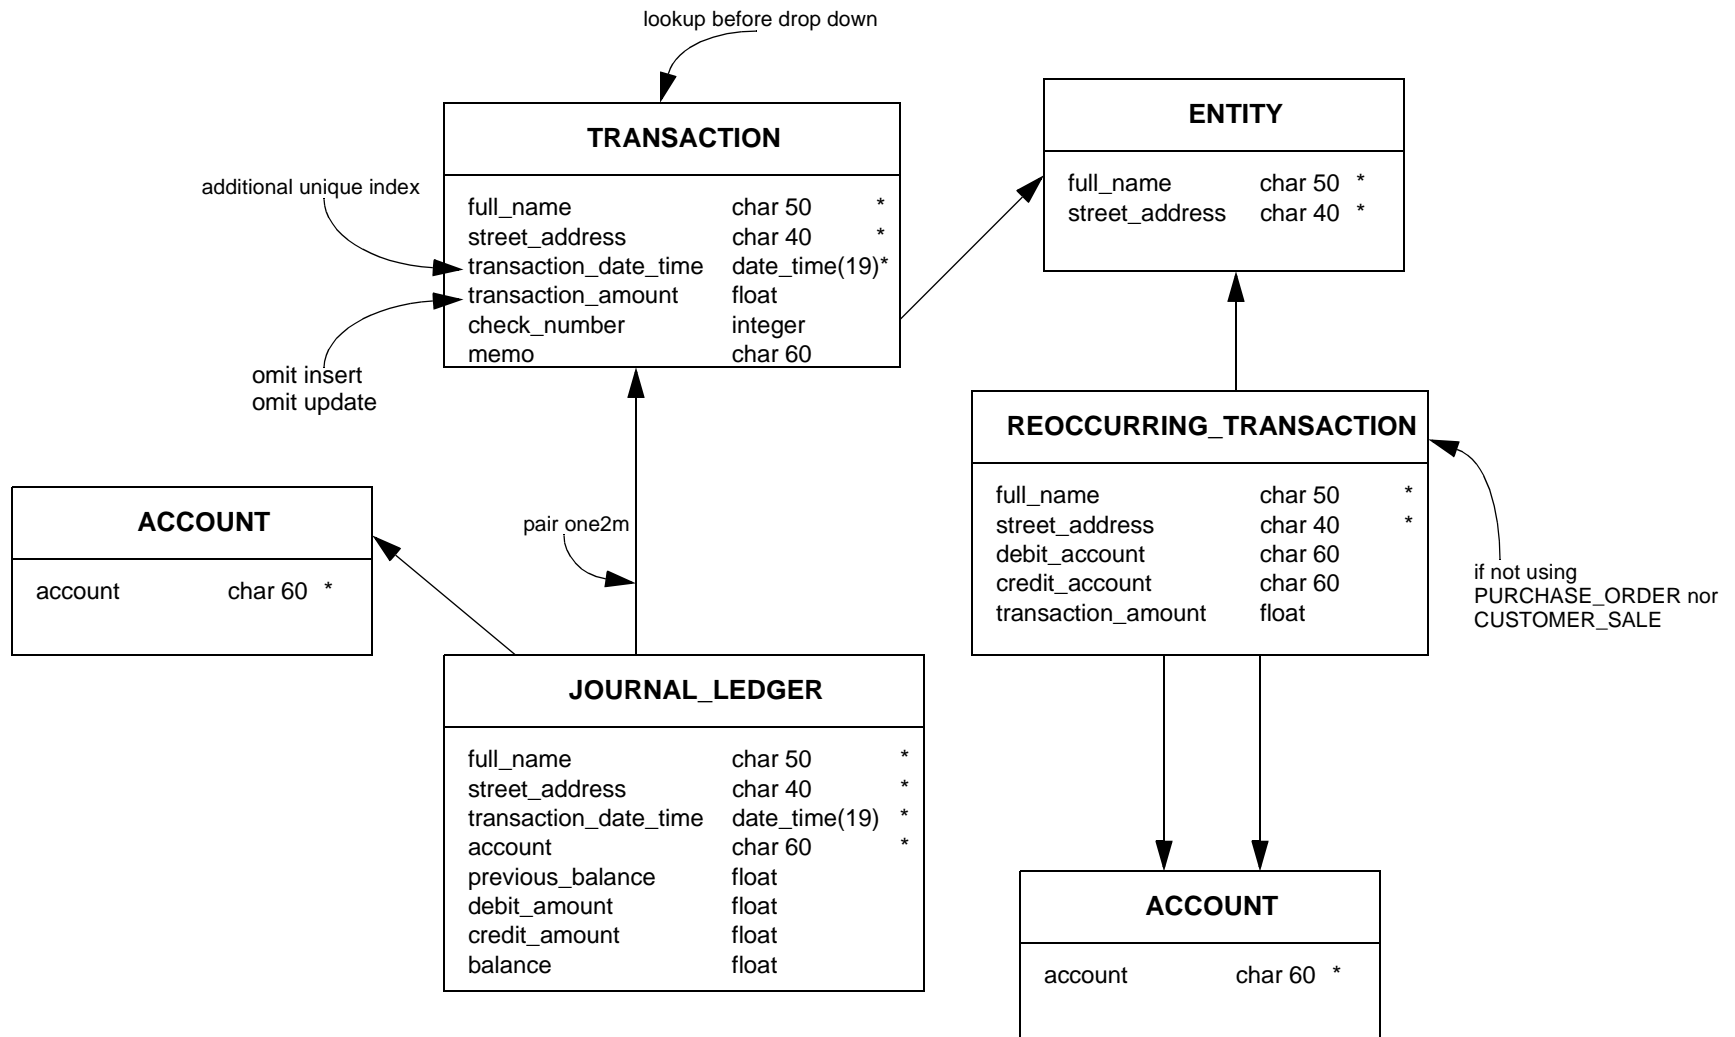 lookup before drop down
TRANSACTION
additional unique index
full_name char 50 *
street_address char 40 *
transaction_date_time date_time(19)*
transaction_amount float
check_number integer
memo char 60
omit insert
omit update
ENTITY
full_name char 50 *
street_address char 40 *
REOCCURRING_TRANSACTION
full_name char 50 *
street_address char 40 *
debit_account char 60
credit_account char 60
transaction_amount float
if not using
PURCHASE_ORDER nor
CUSTOMER_SALE
ACCOUNT
account char 60 *
pair one2m
JOURNAL_LEDGER
full_name char 50 *
street_address char 40 *
transaction_date_time date_time(19) *
account char 60 *
previous_balance float
debit_amount float
credit_amount float
balance float
ACCOUNT
account char 60 *